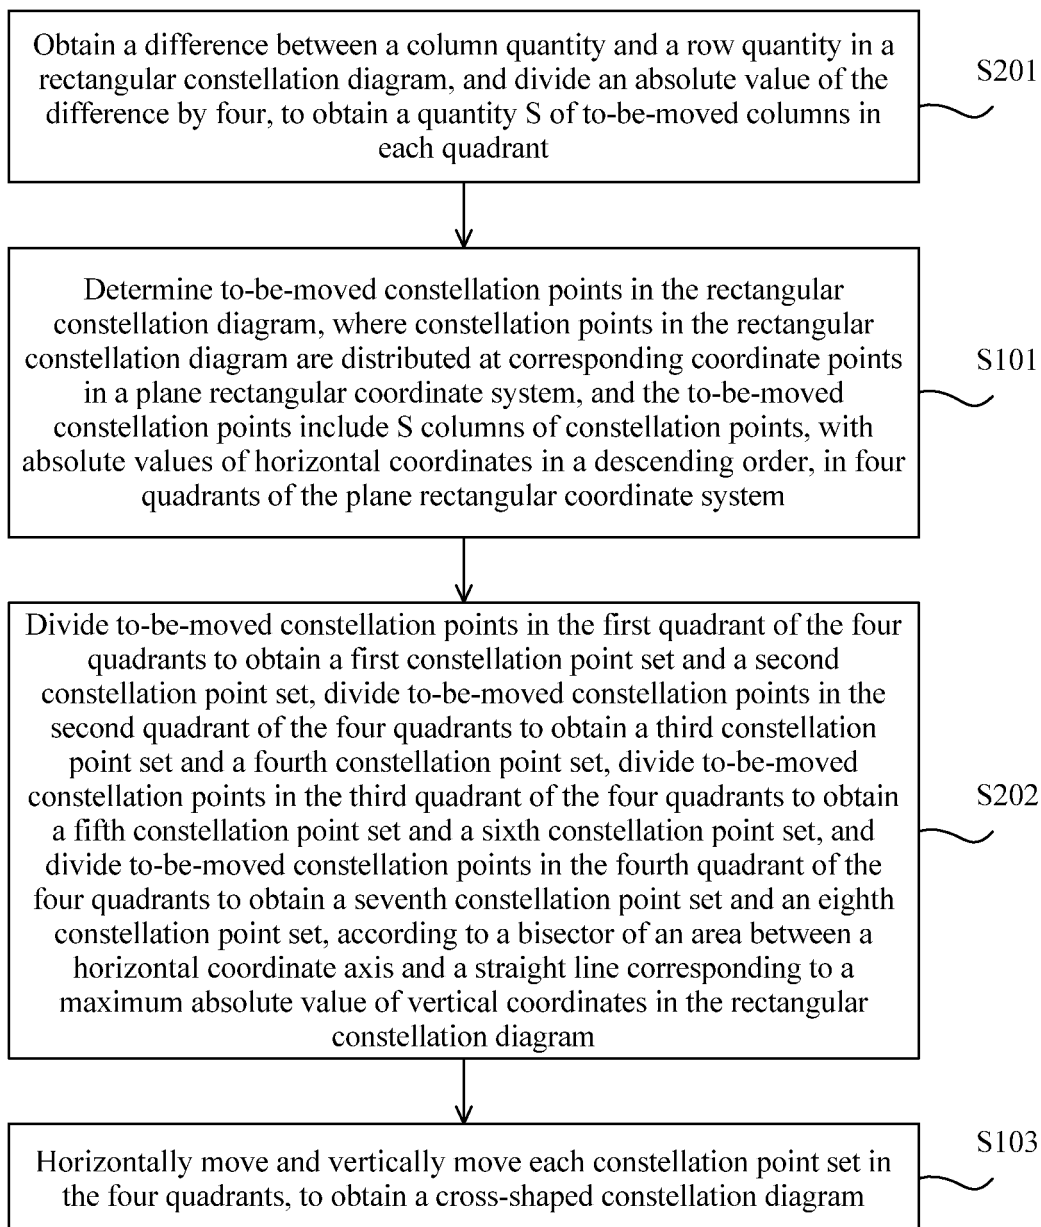 Obtain a difference between a column quantity and a row quantity in a
rectangular constellation diagram, and divide an absolute value of the
difference by four, to obtain a quantity S of to-be-moved columns in
each quadrant
S201
Determine to-be-moved constellation points in the rectangular
constellation diagram, where constellation points in the rectangular
constellation diagram are distributed at corresponding coordinate points
in a plane rectangular coordinate system, and the to-be-moved
constellation points include S columns of constellation points, with
absolute values of horizontal coordinates in a descending order, in four
quadrants of the plane rectangular coordinate system
S101
Divide to-be-moved constellation points in the first quadrant of the four
quadrants to obtain a first constellation point set and a second
constellation point set, divide to-be-moved constellation points in the
second quadrant of the four quadrants to obtain a third constellation
point set and a fourth constellation point set, divide to-be-moved
constellation points in the third quadrant of the four quadrants to obtain
a fifth constellation point set and a sixth constellation point set, and
divide to-be-moved constellation points in the fourth quadrant of the
four quadrants to obtain a seventh constellation point set and an eighth
constellation point set, according to a bisector of an area between a
horizontal coordinate axis and a straight line corresponding to a
maximum absolute value of vertical coordinates in the rectangular
constellation diagram
S202
Horizontally move and vertically move each constellation point set in
the four quadrants, to obtain a cross-shaped constellation diagram
S103